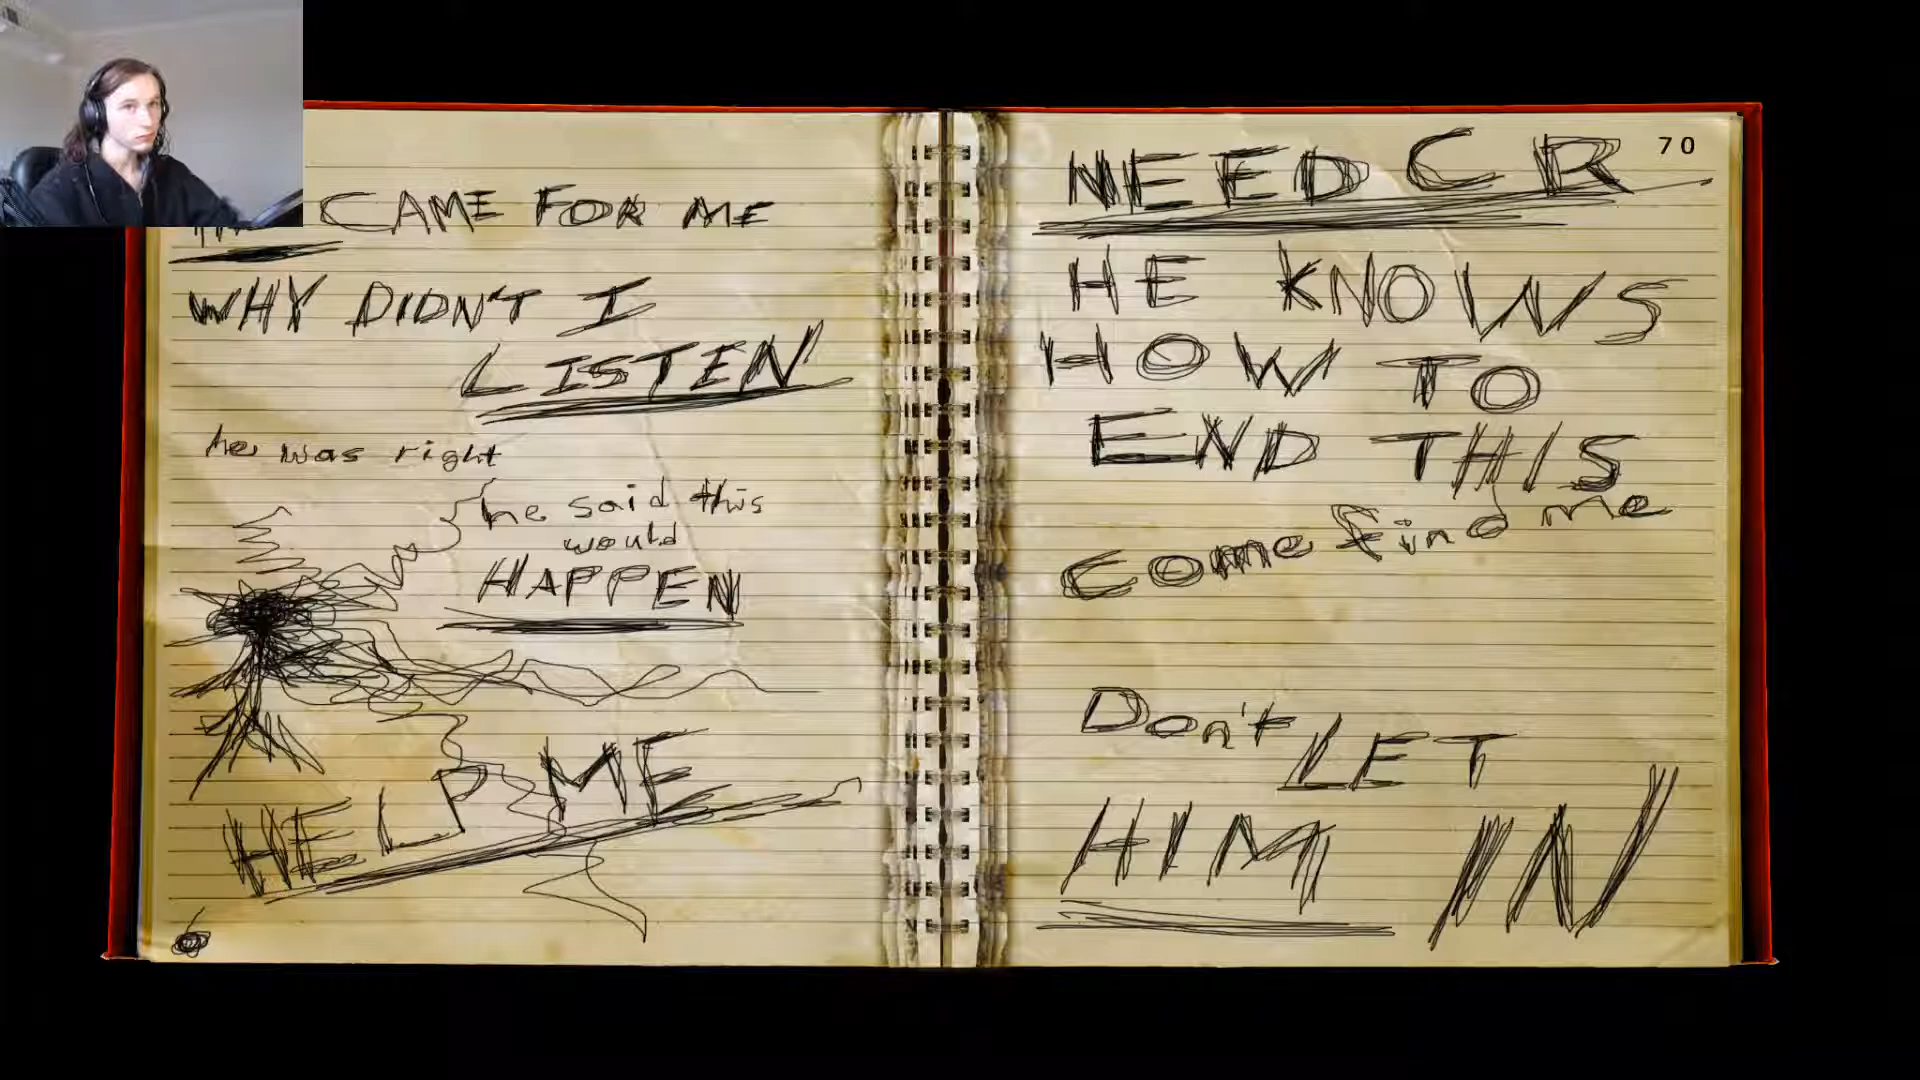 CAME FOR ME
WHY DIDN'T I
LISTEN
he was right
he said this
would
HAPPEN
HELP ME
70
NEED CR
HE KNOWS
HOW TO
END THIS
come find me
Don't LET
HIM IN